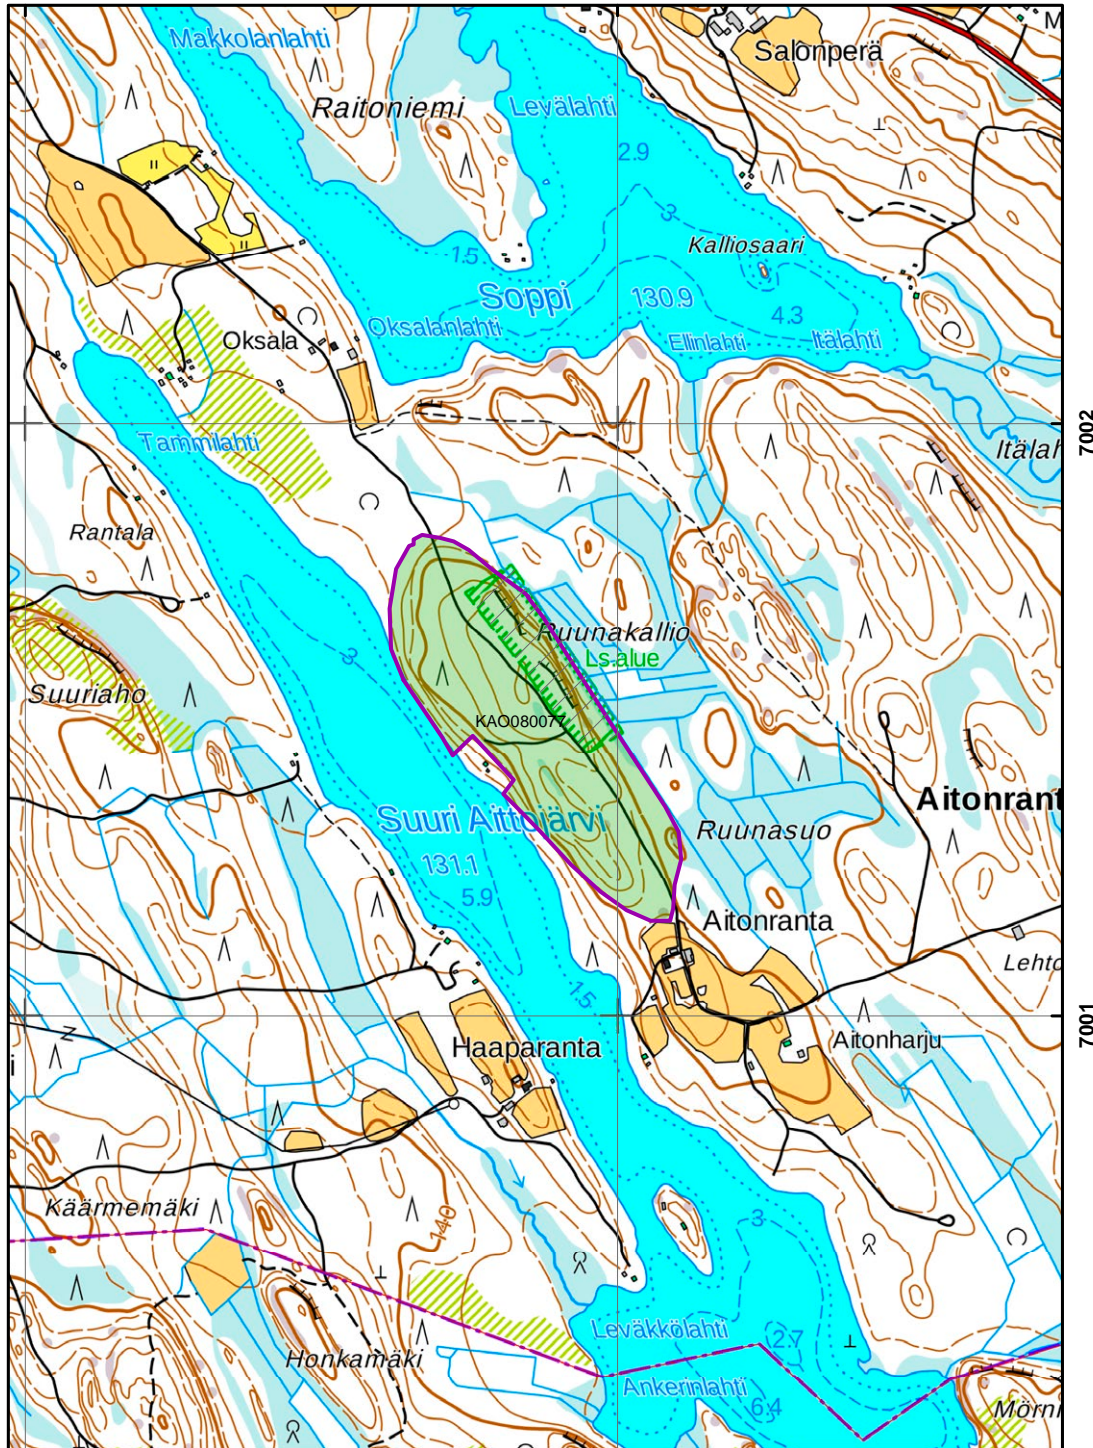 Makkolanlahti
Raitoniemi
Levälahti
Salonperä
M
2.9
3
Kalliosaari
1.5
Soppi
130.9
4.3
Oksalanlahti
Ellinlahti
Itälahti
Oksala
7002
Tammilahti
Itälah
Rantala
Ruunakallio
Ls.alue
3
Suuriaho
KAO080077
Aitonrant
Suuri Aittojärvi
Ruunasuo
131.1
5.9
Aitonranta
Lehto
1.5
7001
Aitonharju
Haaparanta
i
Z
Käärmemäki
140
3
Leväkkölahti
2.7
Honkamäki
Ankerinlahti
6.4
Mörni